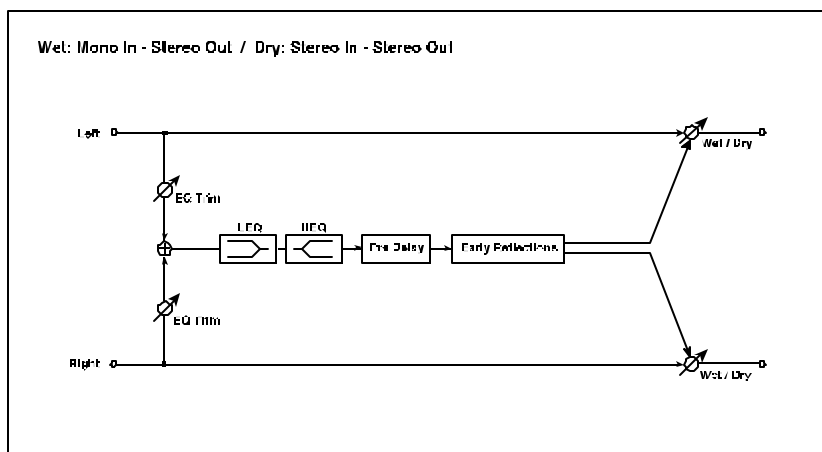 Wet: Mono In - Stereo Out / Dry: Stereo In - Stereo Out
Left
Wet / Dry
EQ Trim
LEQ HEQ
Pre Delay Early Reflections
EQ Trim
Right
Wet / Dry